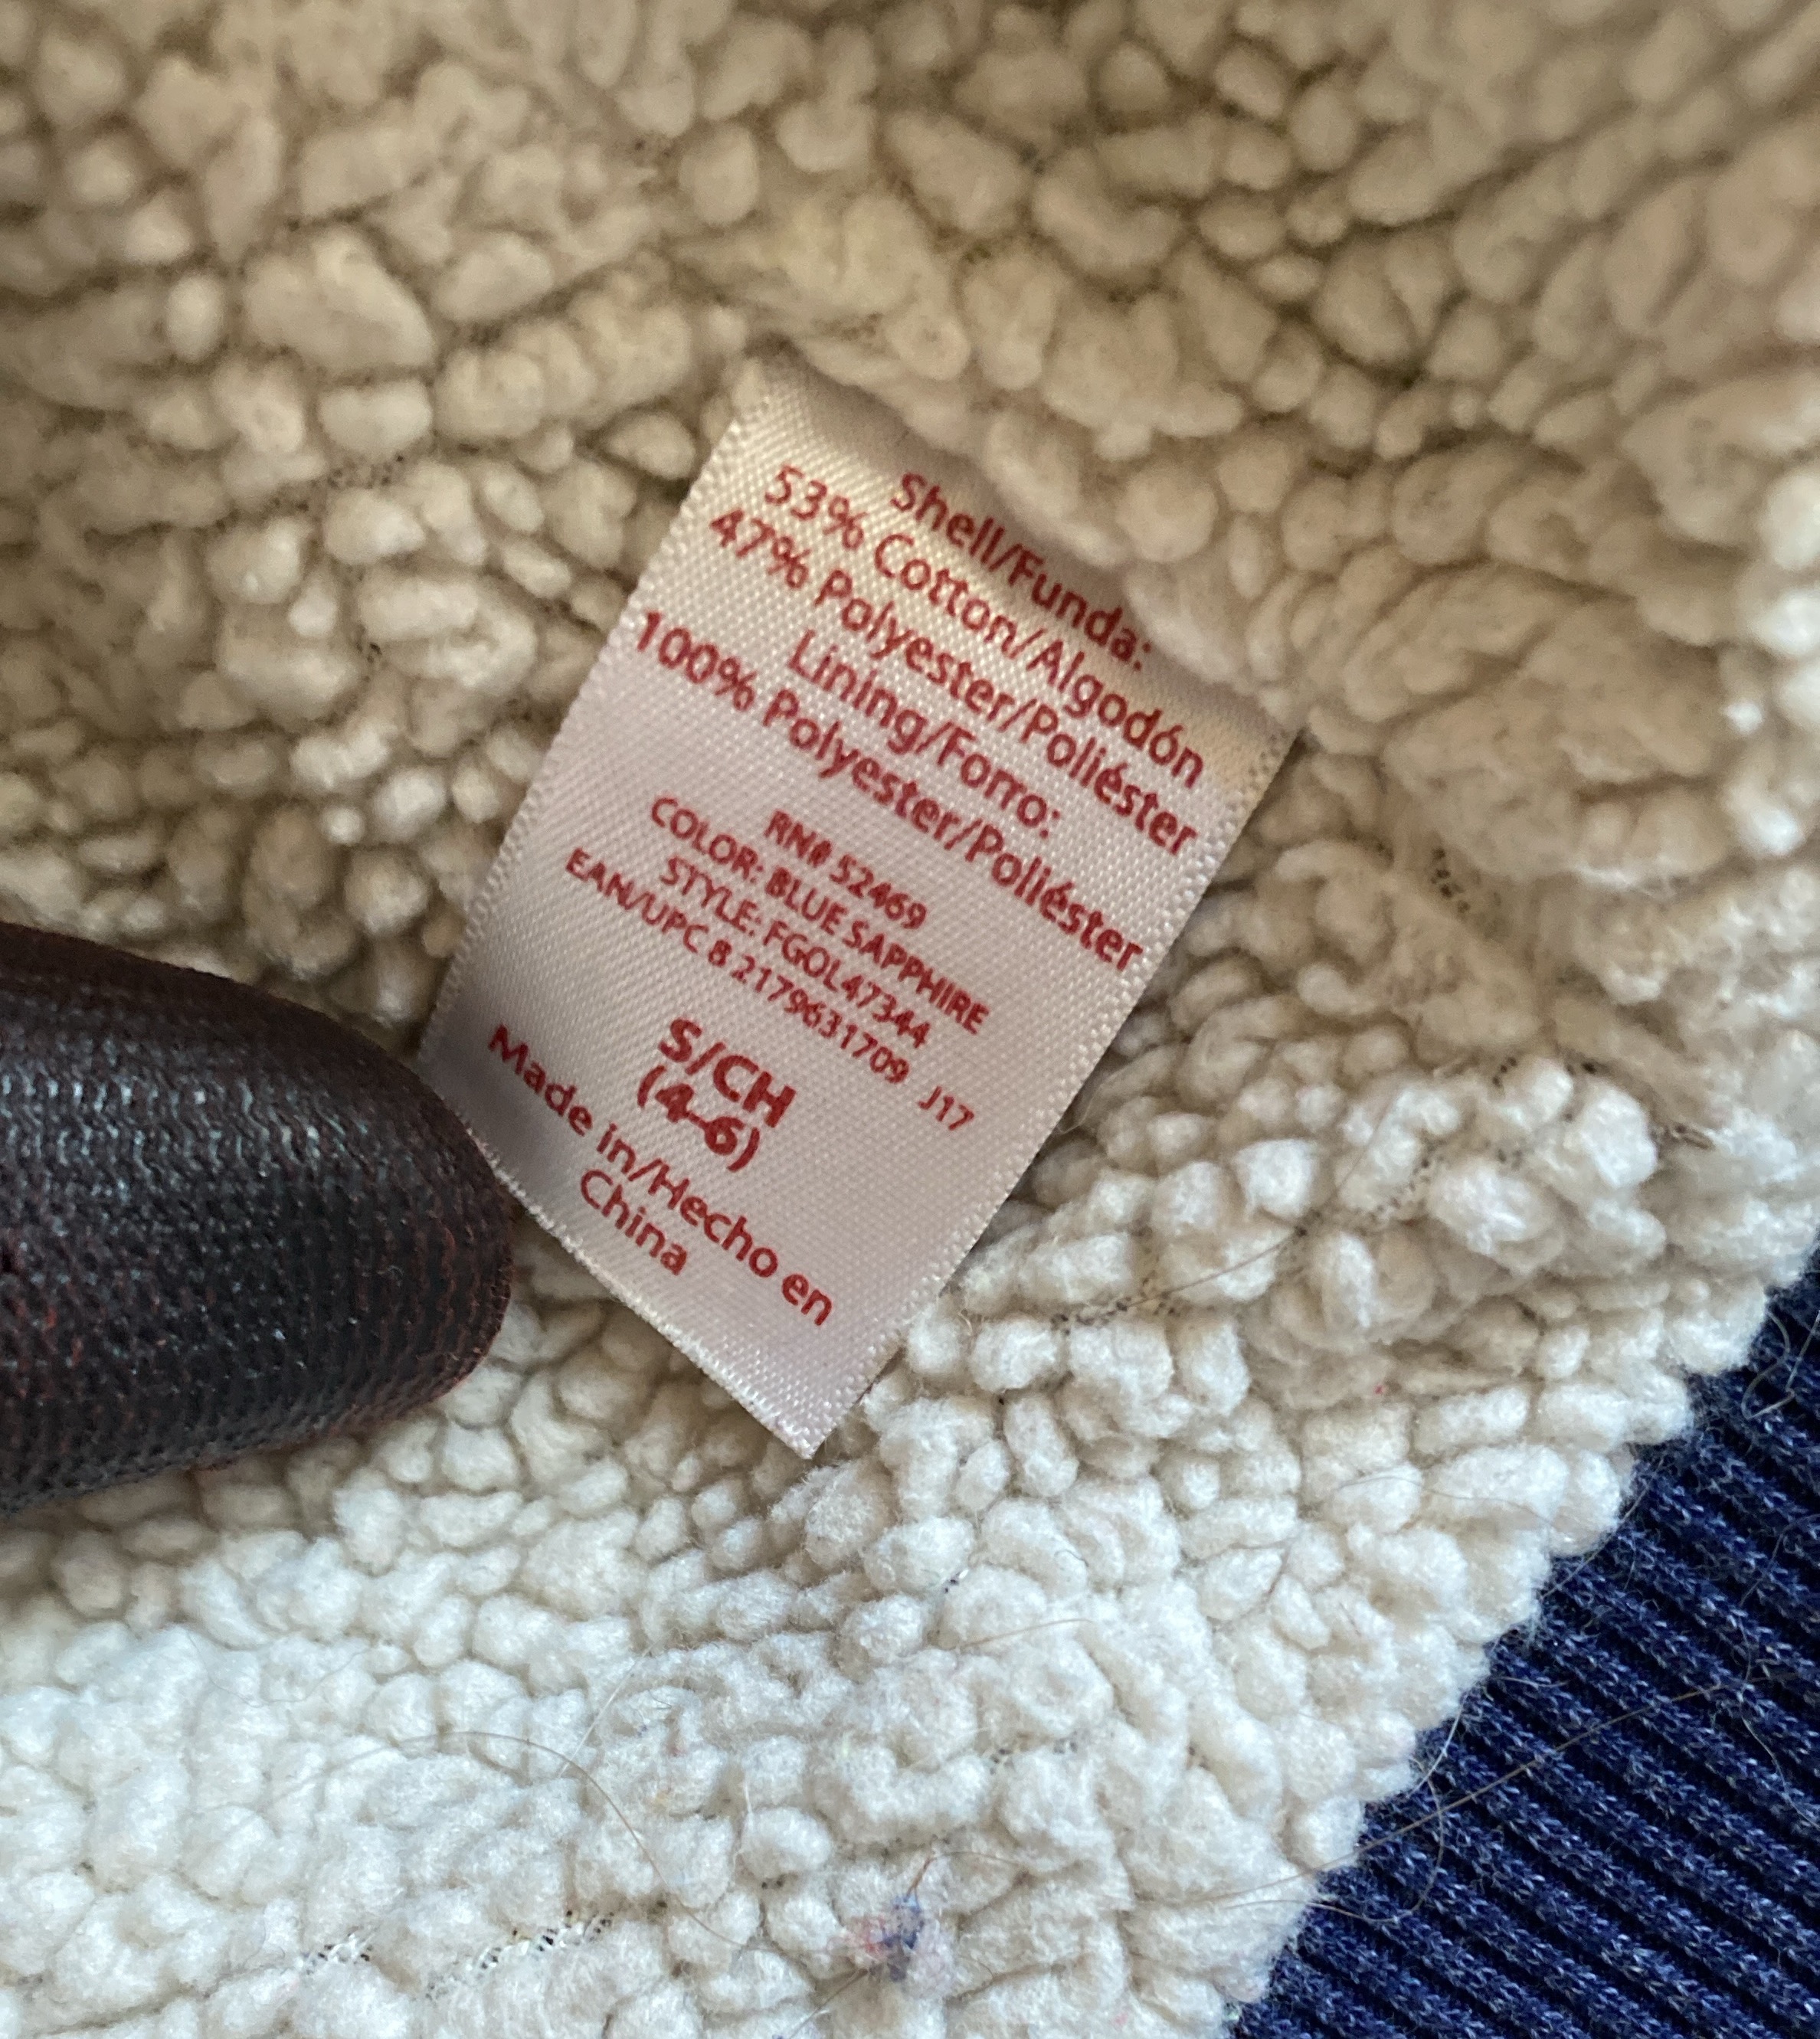 Shell/Funda:
53% Cotton/Algodón
47% Polyester/Poliéster
Lining/Forro:
100% Polyester/Poliéster
RN# 52469
COLOR: BLUE SAPPHIRE
STYLE: FGOL47344
EAN/UPC 8 2179631709 J17
S/CH
(4-6)
Made in/Hecho en
China